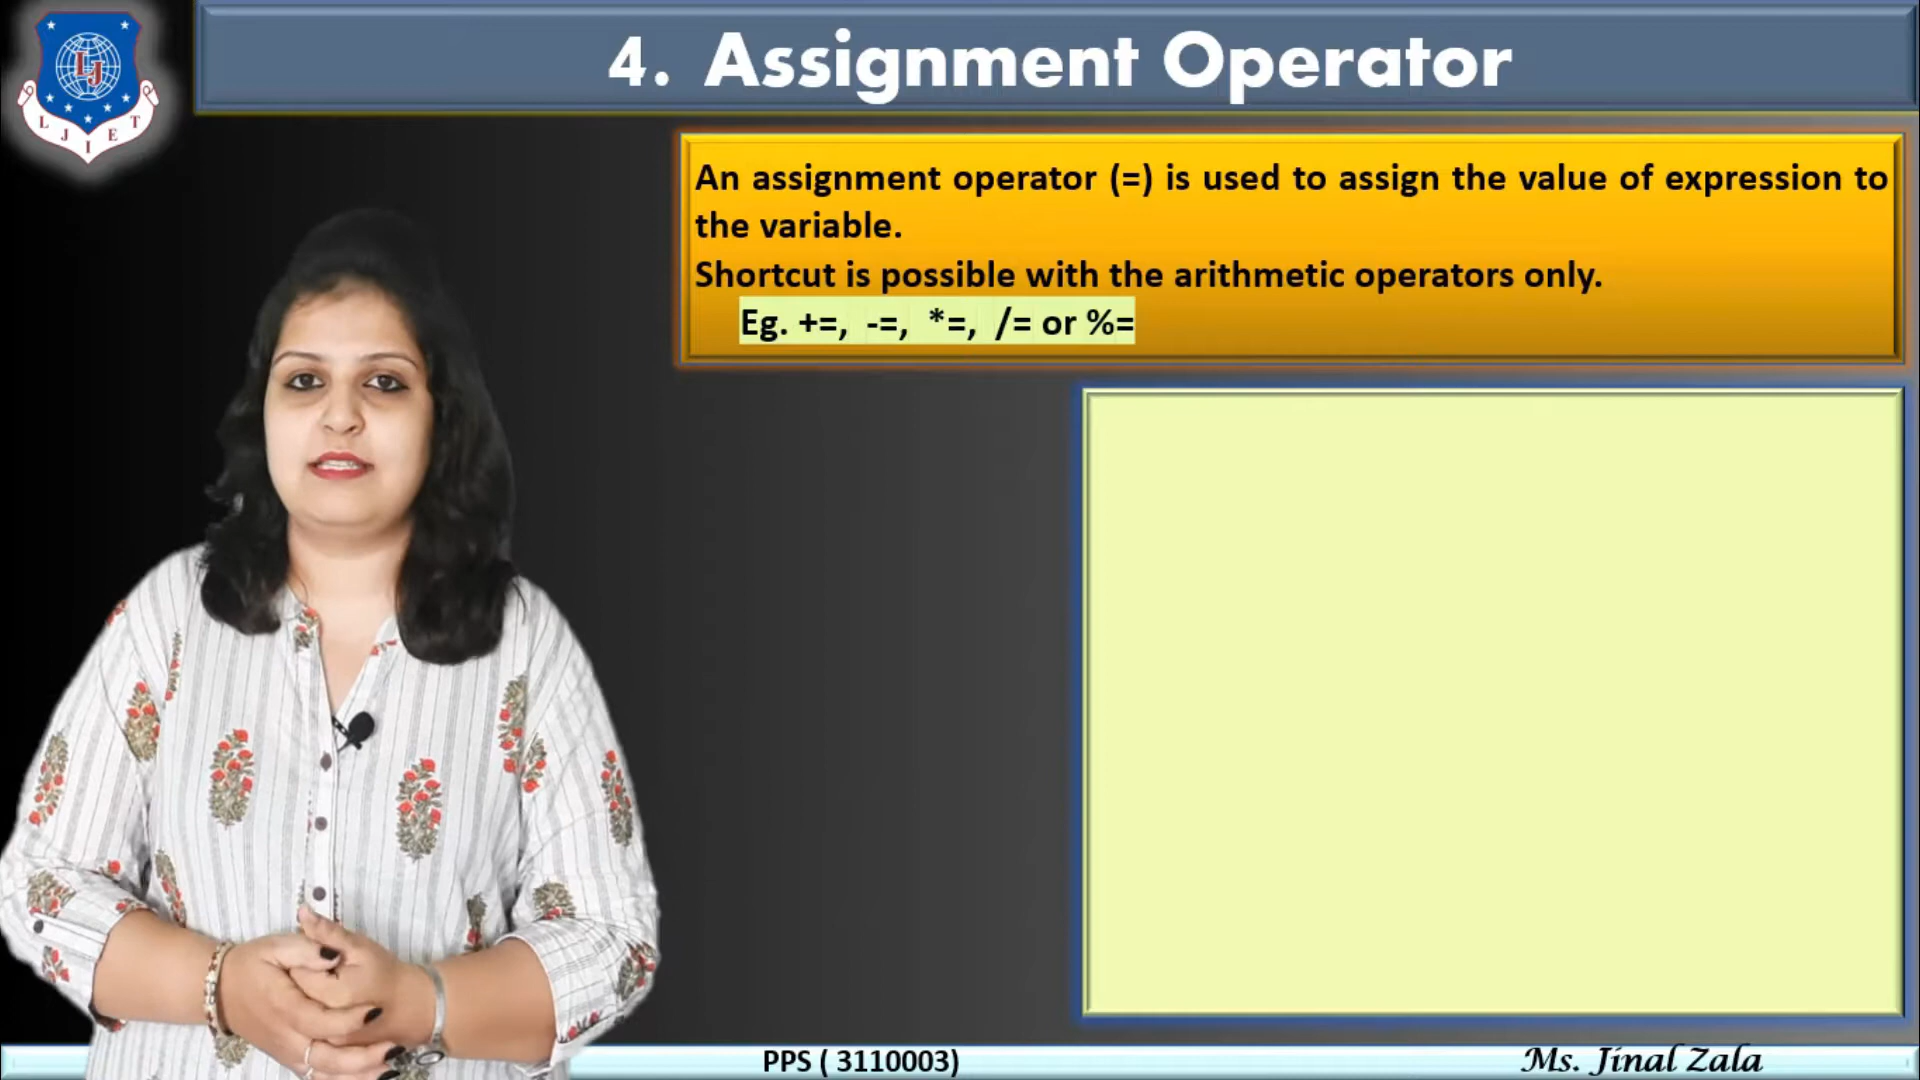 4. Assignment Operator
LJ
L J I E T
An assignment operator (=) is used to assign the value of expression to
the variable.
Shortcut is possible with the arithmetic operators only.
Eg. +=, -=, *=, /= or %=
PPS ( 3110003)
Ms. Jinal Zala